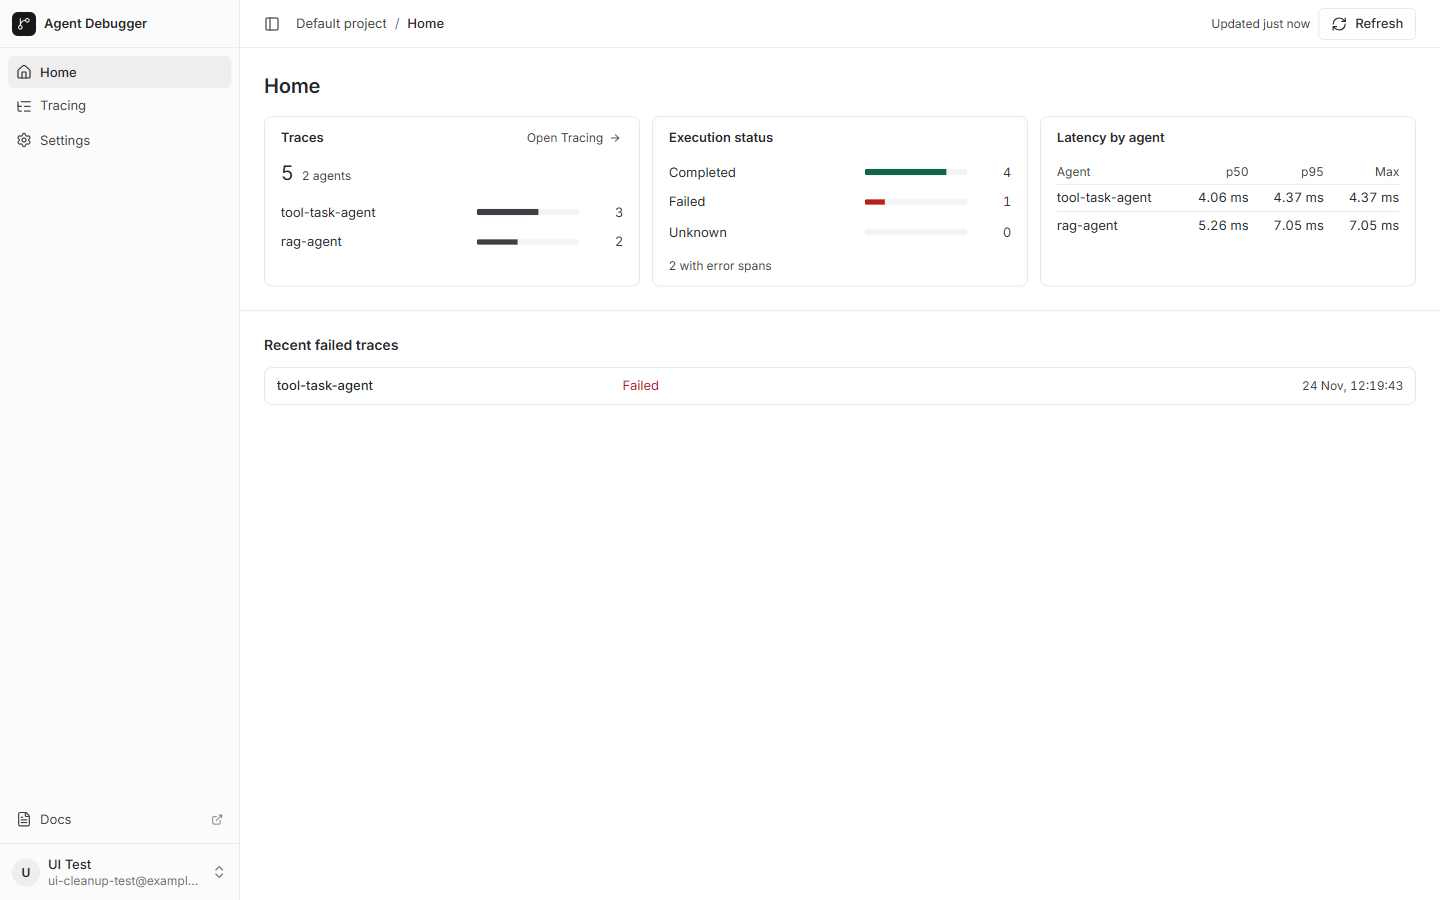 Agent Debugger
Home
Tracing
Settings
Docs
U
UI Test
ui-cleanup-test@exampl...
Default project / Home
Updated just now
Refresh
Home
Traces
Open Tracing →
5 2 agents
tool-task-agent 3
rag-agent 2
Execution status
Completed 4
Failed 1
Unknown 0
2 with error spans
Latency by agent
Agent p50 p95 Max
tool-task-agent 4.06 ms 4.37 ms 4.37 ms
rag-agent 5.26 ms 7.05 ms 7.05 ms
Recent failed traces
tool-task-agent Failed 24 Nov, 12:19:43